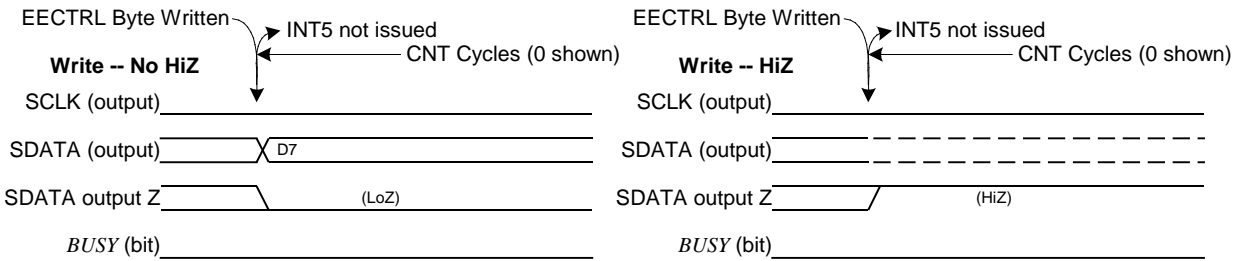 EECTRL Byte Written
INT5 not issued
CNT Cycles (0 shown)
Write -- No HiZ
SCLK (output)
SDATA (output)
D7
SDATA output Z
(LoZ)
BUSY (bit)
EECTRL Byte Written
INT5 not issued
CNT Cycles (0 shown)
Write -- HiZ
SCLK (output)
SDATA (output)
SDATA output Z
(HiZ)
BUSY (bit)